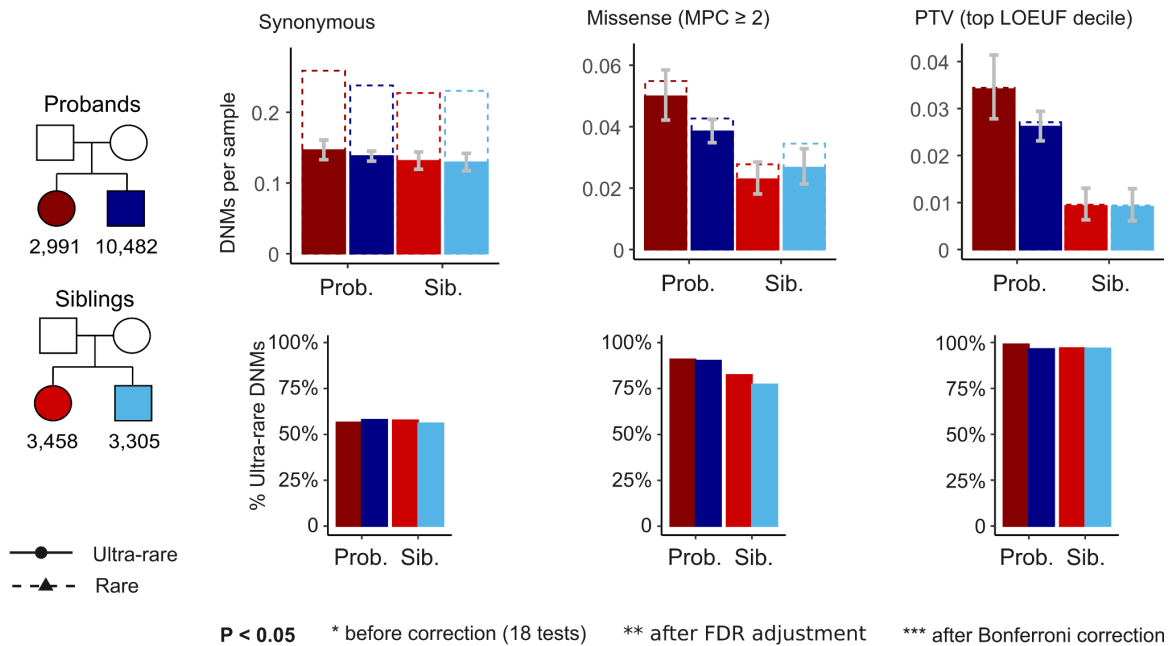 Synonymous
Missense (MPC ≥ 2)
PTV (top LOEUF decile)
Probands
2,991
10,482
Siblings
3,458
3,305
Ultra-rare
Rare
DNMs per sample
0.2
0.1
0
Prob.
Sib.
0.06
0.04
0.02
0
Prob.
Sib.
0.04
0.03
0.02
0.01
0
Prob.
Sib.
% Ultra-rare DNMs
100%
75%
50%
25%
0
Prob.
Sib.
100%
75%
50%
25%
0
Prob.
Sib.
100%
75%
50%
25%
0
Prob.
Sib.
P < 0.05
* before correction (18 tests)
** after FDR adjustment
*** after Bonferroni correction